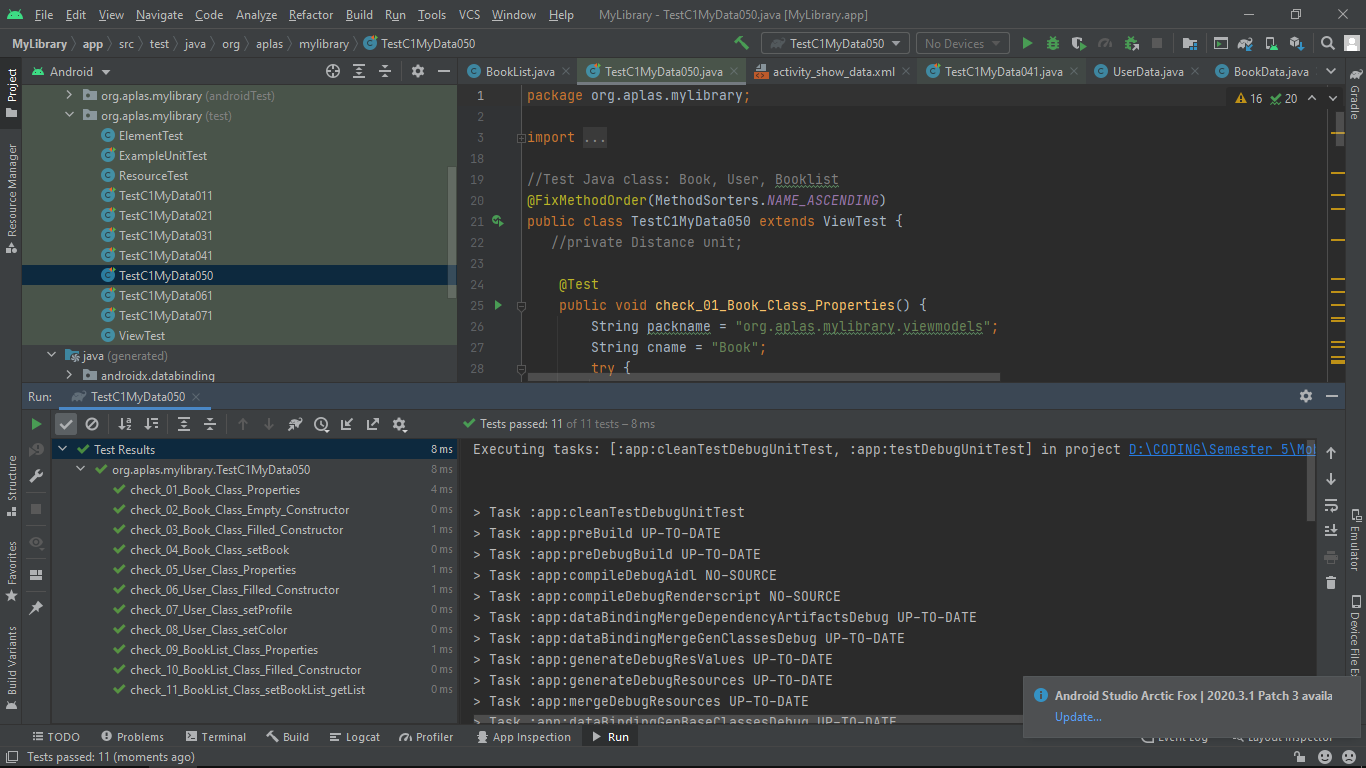 File Edit View Navigate Code Analyze Refactor Build Run Tools VCS Window Help MyLibrary - TestC1MyData050.java [MyLibrary.app]
MyLibrary app src test java org aplas mylibrary TestC1MyData050 TestC1MyData050 No Devices
Project
Resource Manager
Structure
Favorites
Build Variants
Android
org.aplas.mylibrary (androidTest)
org.aplas.mylibrary (test)
ElementTest
ExampleUnitTest
ResourceTest
TestC1MyData011
TestC1MyData021
TestC1MyData031
TestC1MyData041
TestC1MyData050
TestC1MyData061
TestC1MyData071
ViewTest
java (generated)
androidx.databinding
BookList.java TestC1MyData050.java activity_show_data.xml TestC1MyData041.java UserData.java BookData.java
16 20
1 package org.aplas.mylibrary;
2
3 import ...
18
19 //Test Java class: Book, User, Booklist
20 @FixMethodOrder(MethodSorters.NAME_ASCENDING)
21 public class TestC1MyData050 extends ViewTest {
22 //private Distance unit;
23
24 @Test
25 public void check_01_Book_Class_Properties() {
26 String packname = "org.aplas.mylibrary.viewmodels";
27 String cname = "Book";
28 try {
Gradle
Emulator
Device File E
Run: TestC1MyData050
Tests passed: 11 of 11 tests – 8 ms
Test Results 8 ms
org.aplas.mylibrary.TestC1MyData050 8 ms
check_01_Book_Class_Properties 4 ms
check_02_Book_Class_Empty_Constructor 0 ms
check_03_Book_Class_Filled_Constructor 1 ms
check_04_Book_Class_setBook 0 ms
check_05_User_Class_Properties 1 ms
check_06_User_Class_Filled_Constructor 1 ms
check_07_User_Class_setProfile 0 ms
check_08_User_Class_setColor 0 ms
check_09_BookList_Class_Properties 1 ms
check_10_BookList_Class_Filled_Constructor 0 ms
check_11_BookList_Class_setBookList_getList 0 ms
Executing tasks: [:app:cleanTestDebugUnitTest, :app:testDebugUnitTest] in project D:\CODING\Semester 5\Mo
> Task :app:cleanTestDebugUnitTest
> Task :app:preBuild UP-TO-DATE
> Task :app:preDebugBuild UP-TO-DATE
> Task :app:compileDebugAidl NO-SOURCE
> Task :app:compileDebugRenderscript NO-SOURCE
> Task :app:dataBindingMergeDependencyArtifactsDebug UP-TO-DATE
> Task :app:dataBindingMergeGenClassesDebug UP-TO-DATE
> Task :app:generateDebugResValues UP-TO-DATE
> Task :app:generateDebugResources UP-TO-DATE
> Task :app:mergeDebugResources UP-TO-DATE
> Task :app:dataBindingGenBaseClassesDebug UP-TO-DATE
Android Studio Arctic Fox | 2020.3.1 Patch 3 availa
Update...
TODO Problems Terminal Build Logcat Profiler App Inspection Run Event Log Layout Inspector
Tests passed: 11 (moments ago)